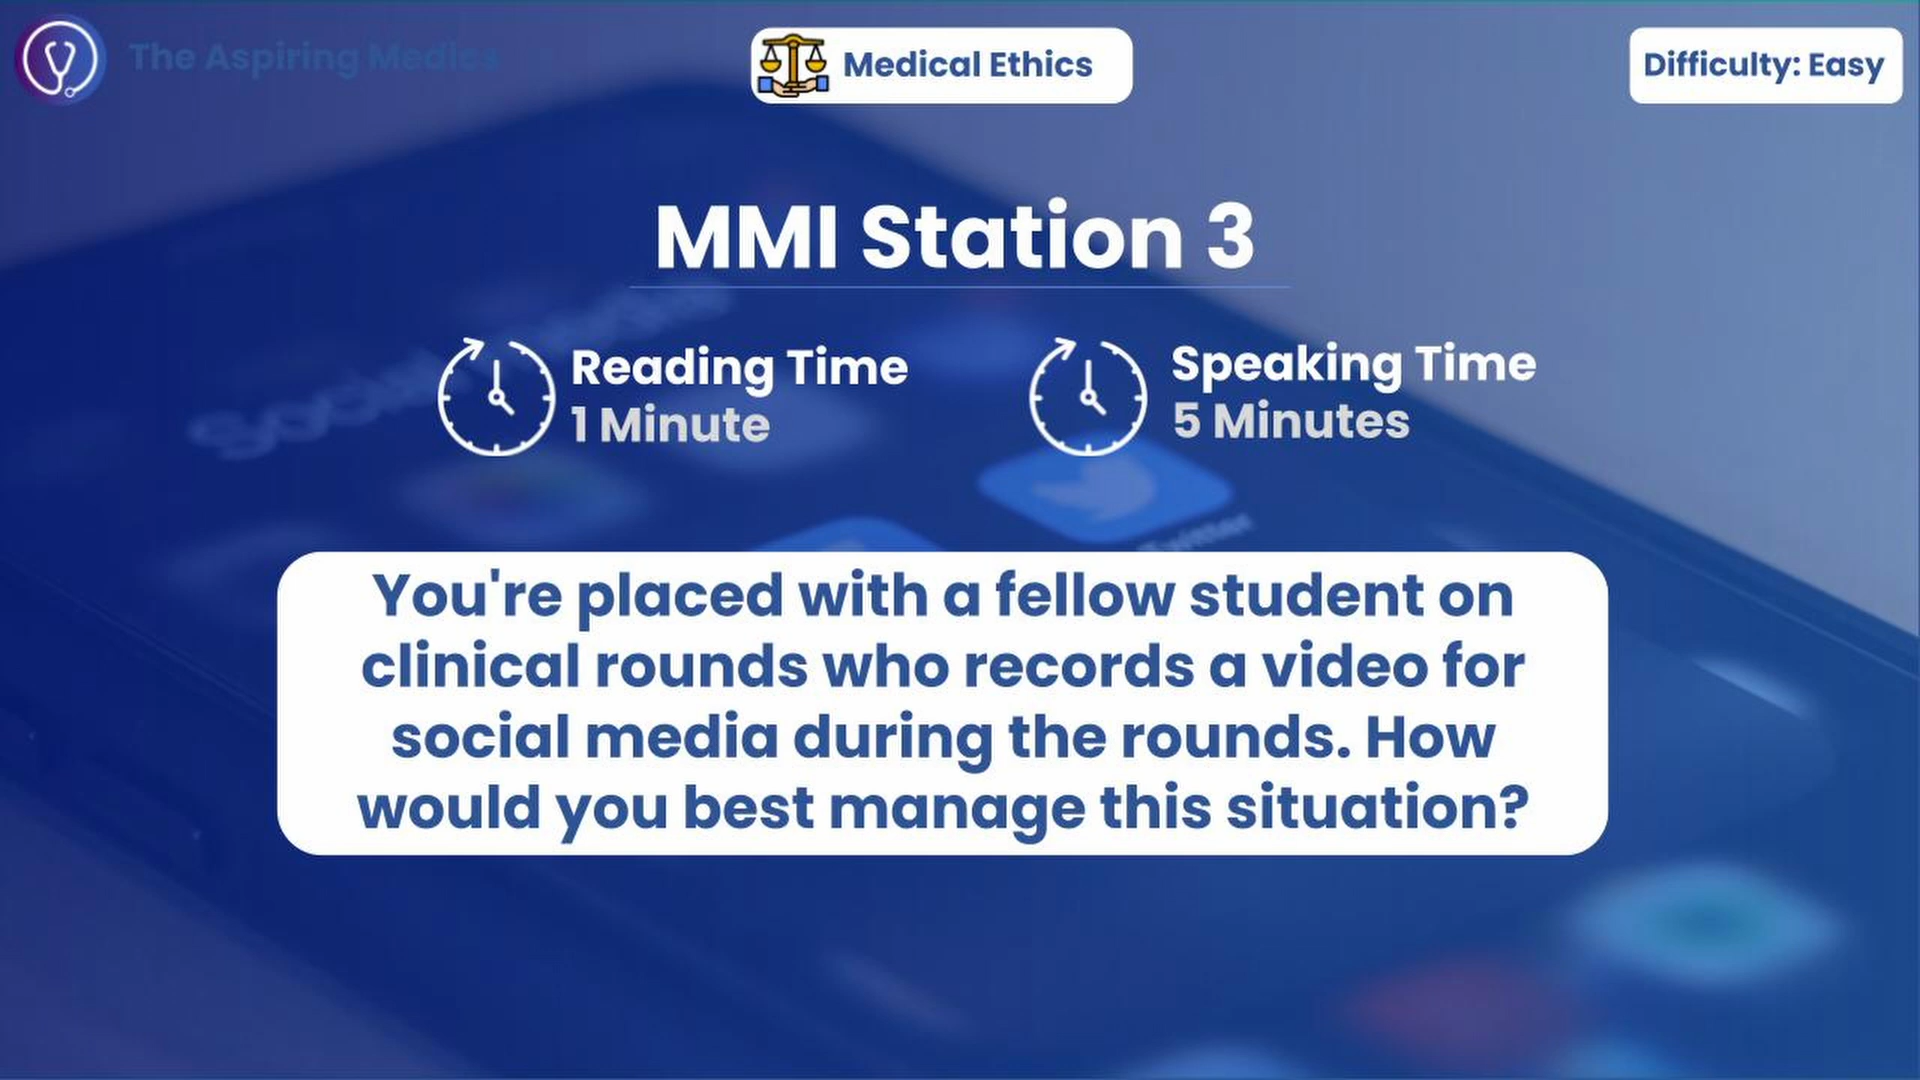 The Aspiring Medics
Medical Ethics
Difficulty: Easy
MMI Station 3
Reading Time
1 Minute
Speaking Time
5 Minutes
Social
Twitter
You're placed with a fellow student on
clinical rounds who records a video for
social media during the rounds. How
would you best manage this situation?